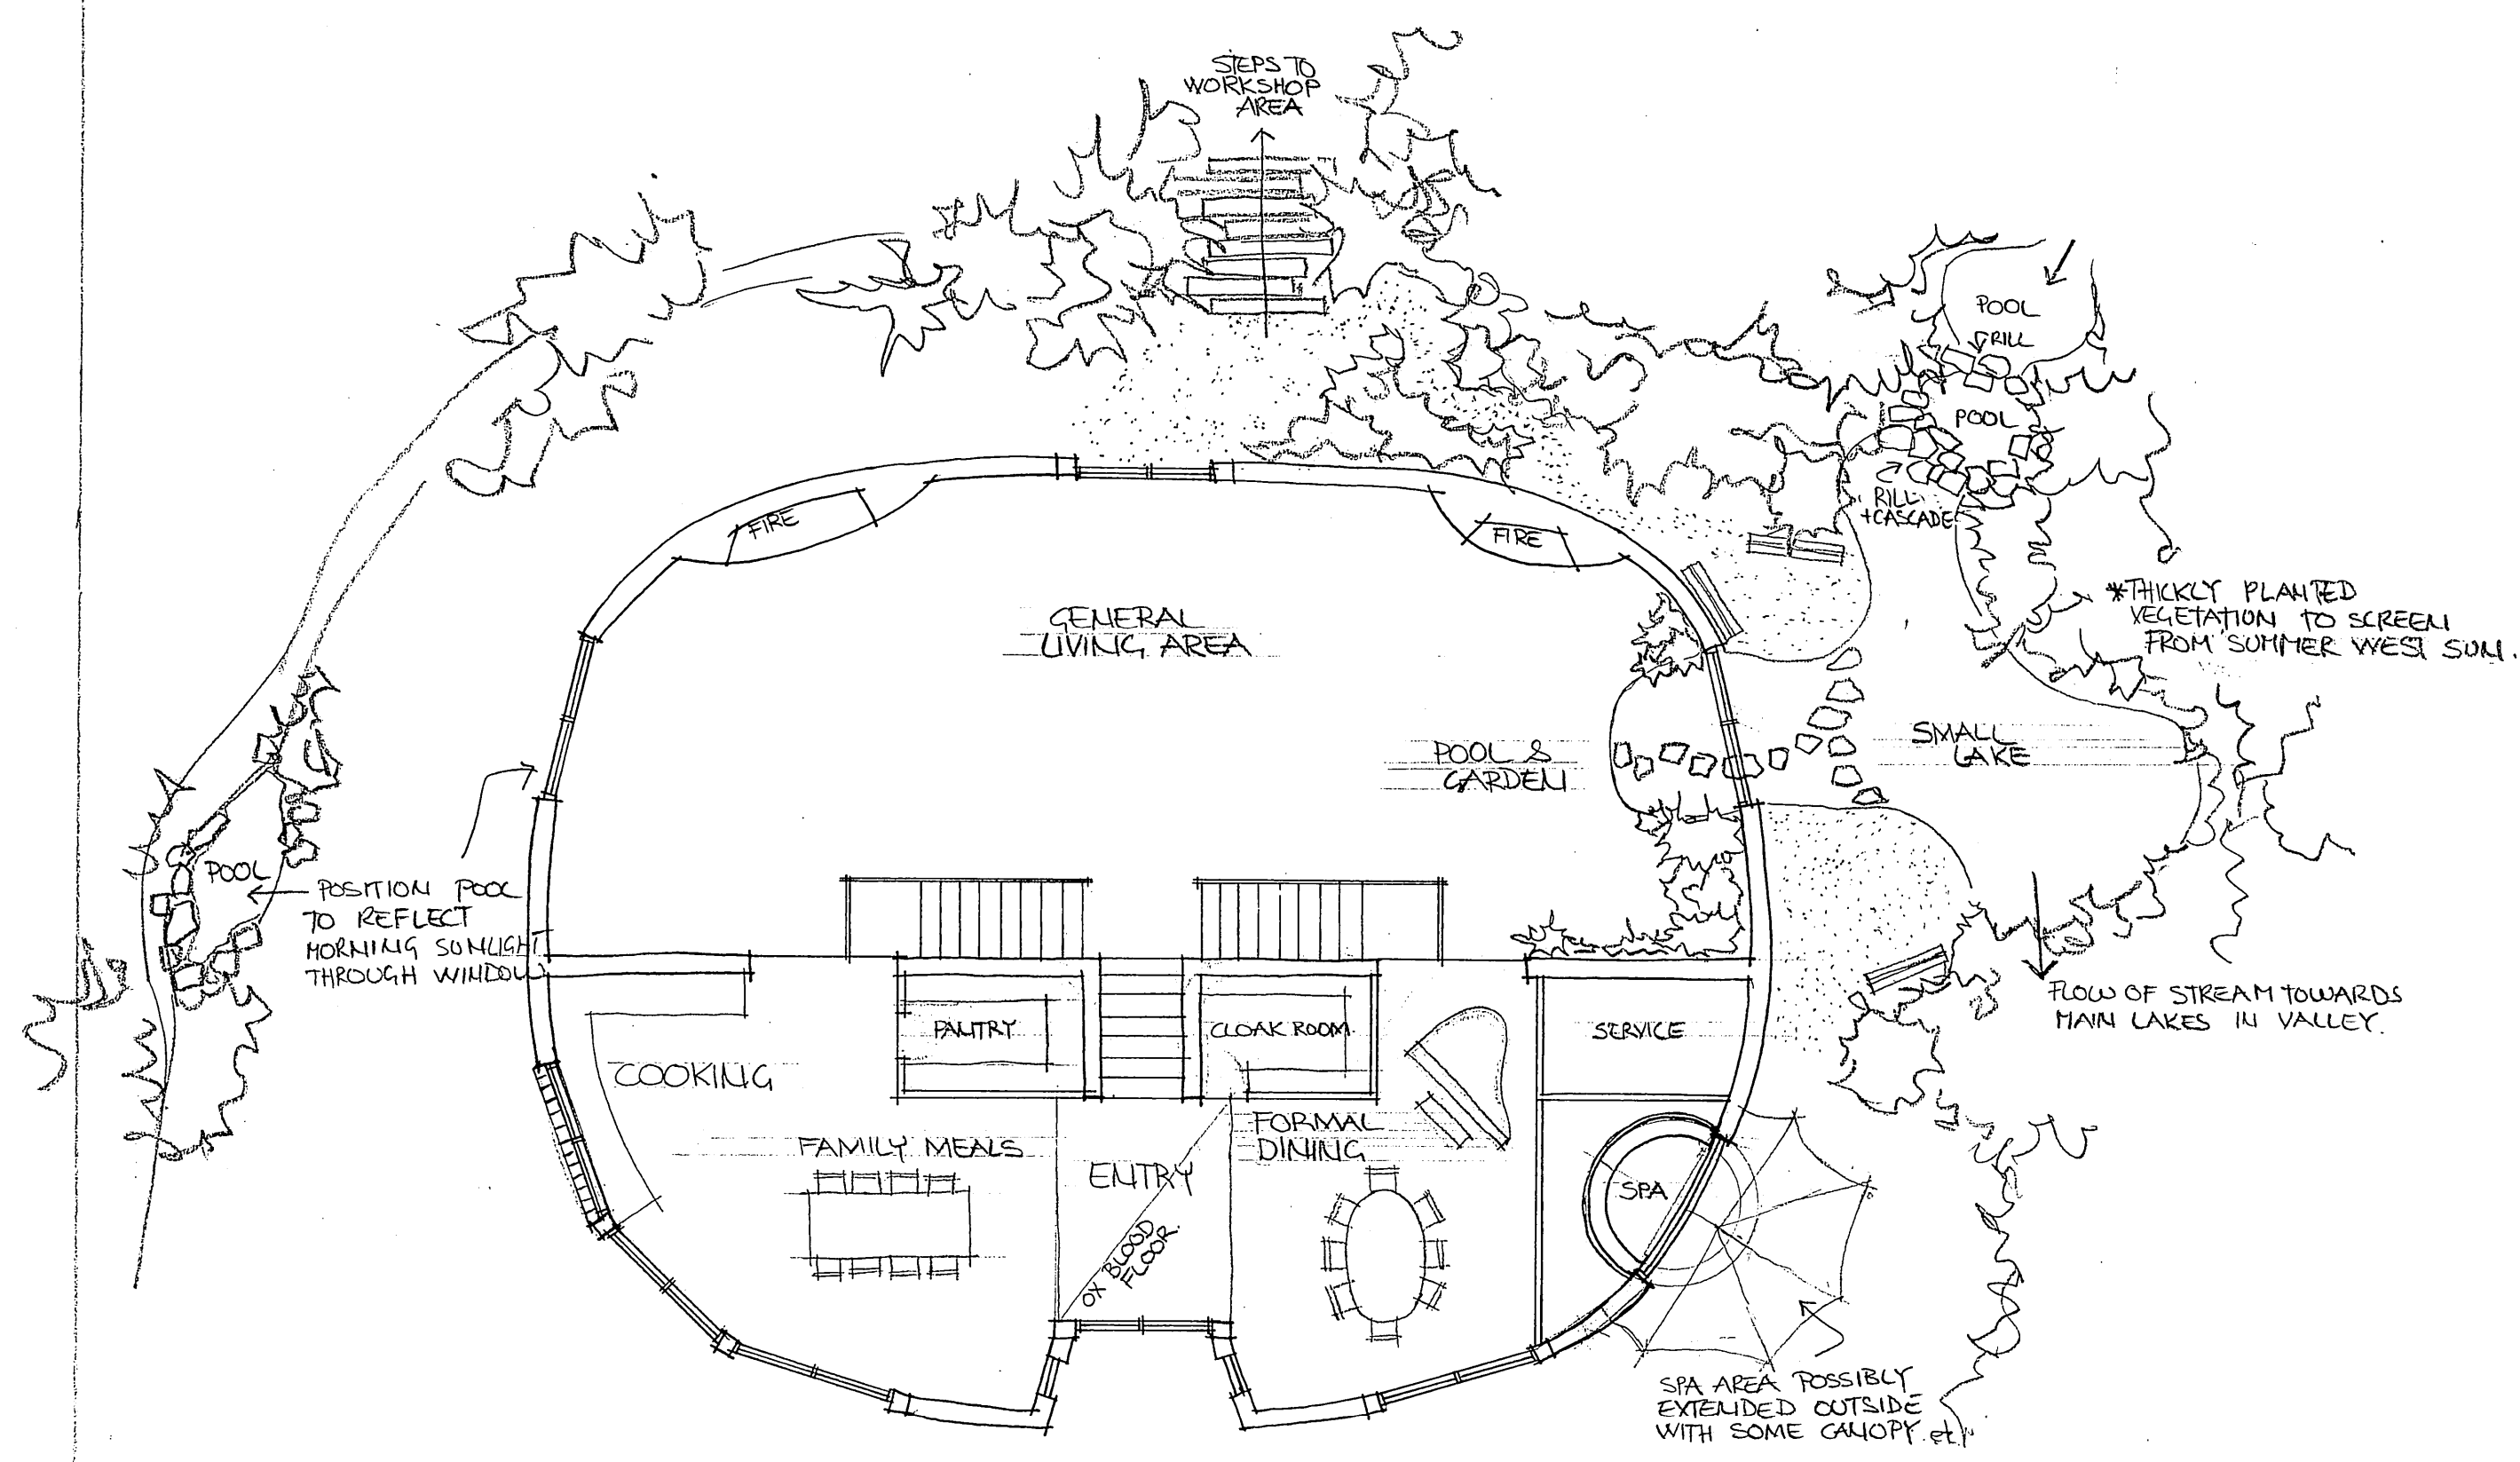 STEPS TO
WORKSHOP
AREA
POOL
RILL
POOL
RILL
+CASCADE
FIRE
FIRE
*THICKLY PLANTED
VEGETATION TO SCREEN
FROM SUMMER WEST SUN.
GENERAL
LIVING AREA
POOL &
GARDEN
SMALL
LAKE
POOL
POSITION POOL
TO REFLECT
MORNING SUNLIGHT
THROUGH WINDOW
FLOW OF STREAM TOWARDS
MAIN LAKES IN VALLEY.
PANTRY
CLOAK ROOM
SERVICE
COOKING
FAMILY MEALS
ENTRY
FORMAL
DINING
SPA
OX BLOOD
FLOOR.
SPA AREA POSSIBLY
EXTENDED OUTSIDE
WITH SOME CANOPY. etc